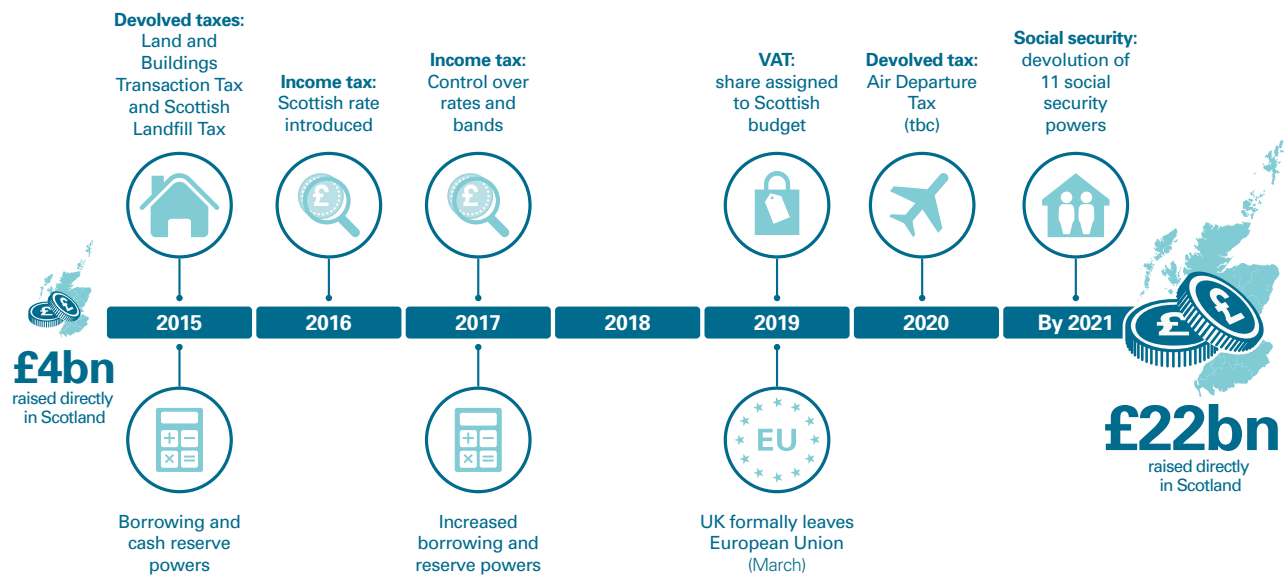 Devolved taxes:
Land and
Buildings
Transaction Tax
and Scottish
Landfill Tax
Income tax:
Scottish rate
introduced
Income tax:
Control over
rates and
bands
VAT:
share assigned
to Scottish
budget
Devolved tax:
Air Departure
Tax
(tbc)
Social security:
devolution of
11 social
security
powers
£
£
£
£
£
£
2015
2016
2017
2018
2019
2020
By 2021
£4bn
raised directly
in Scotland
£22bn
raised directly
in Scotland
+ −
× =
+ −
× =
EU
Borrowing and
cash reserve
powers
Increased
borrowing and
reserve powers
UK formally leaves
European Union
(March)